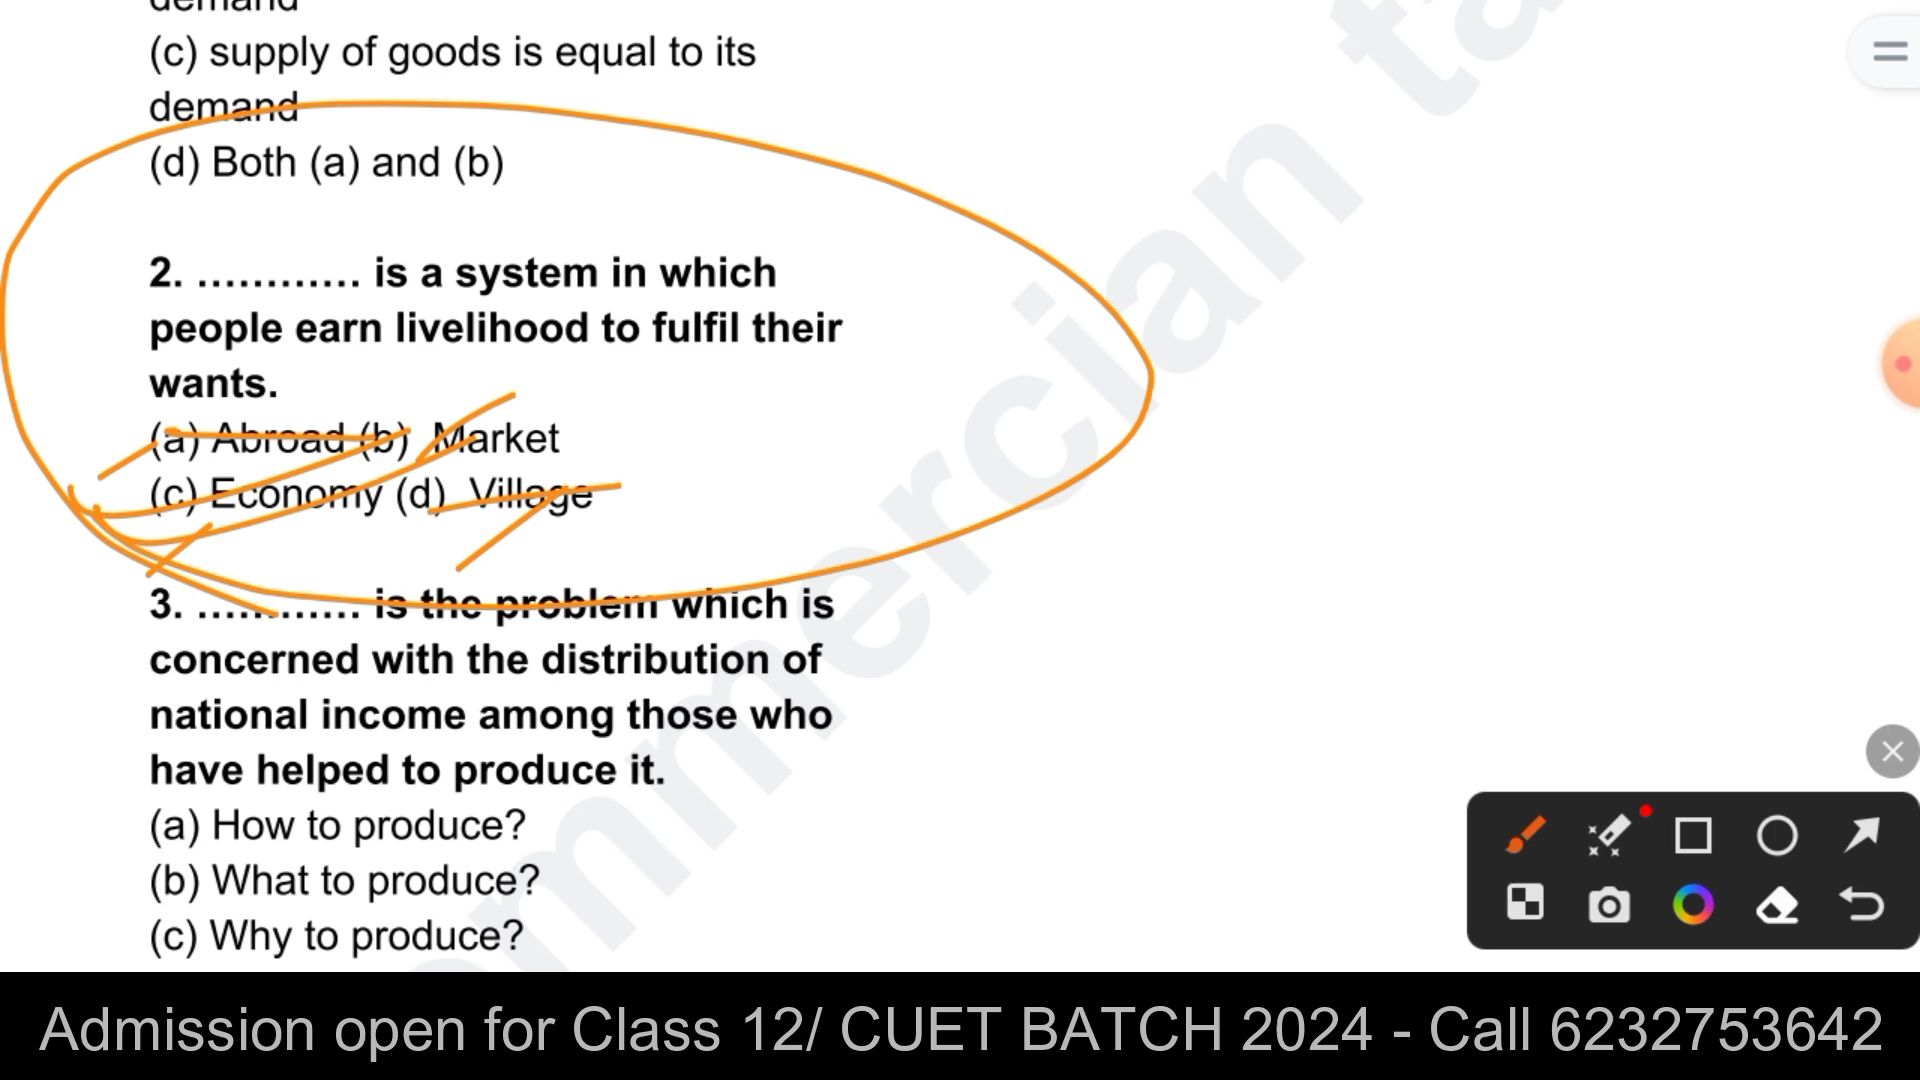 demand
(c) supply of goods is equal to its
demand
(d) Both (a) and (b)
2. ............ is a system in which
people earn livelihood to fulfil their
wants.
(a) Abroad (b) Market
(c) Economy (d) Village
3. ............ is the problem which is
concerned with the distribution of
national income among those who
have helped to produce it.
(a) How to produce?
(b) What to produce?
(c) Why to produce?
Admission open for Class 12/ CUET BATCH 2024 - Call 6232753642